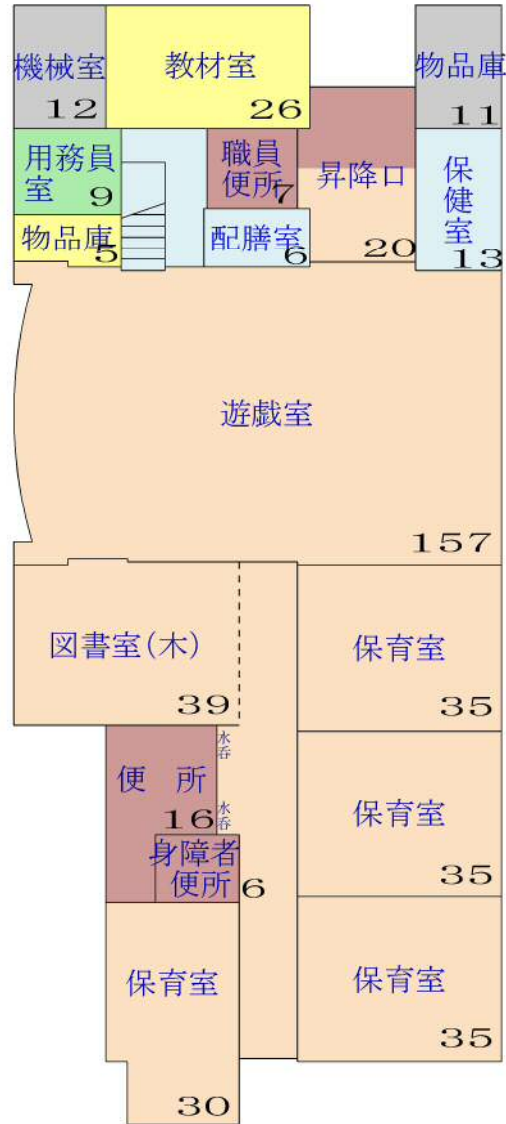 機械室
12
教材室
26
物品庫
11
用務員
室
9
職員
便所
7
昇降口
20
保健室
13
物品庫
5
配膳室
6
遊戯室
157
図書室(木)
39
保育室
35
水呑
便 所
16
水呑
保育室
35
身障者
便所
6
保育室
30
保育室
35